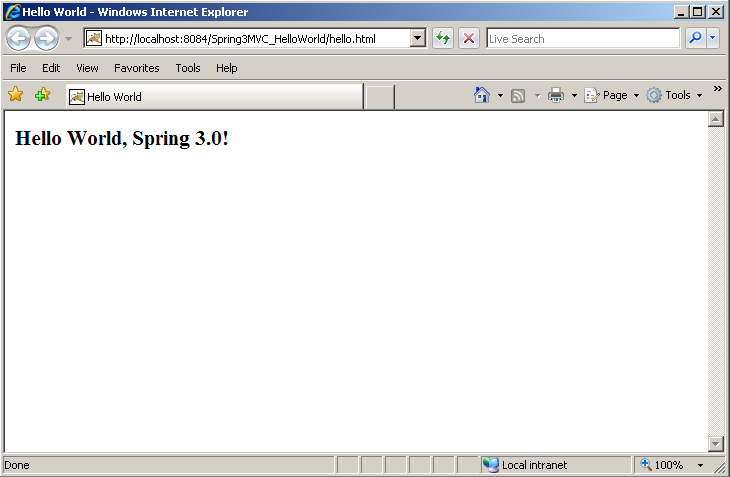 Hello World - Windows Internet Explorer
http://localhost:8084/Spring3MVC_HelloWorld/hello.html
Live Search
File Edit View Favorites Tools Help
Hello World
Page Tools »
Hello World, Spring 3.0!
Done
Local intranet
100%